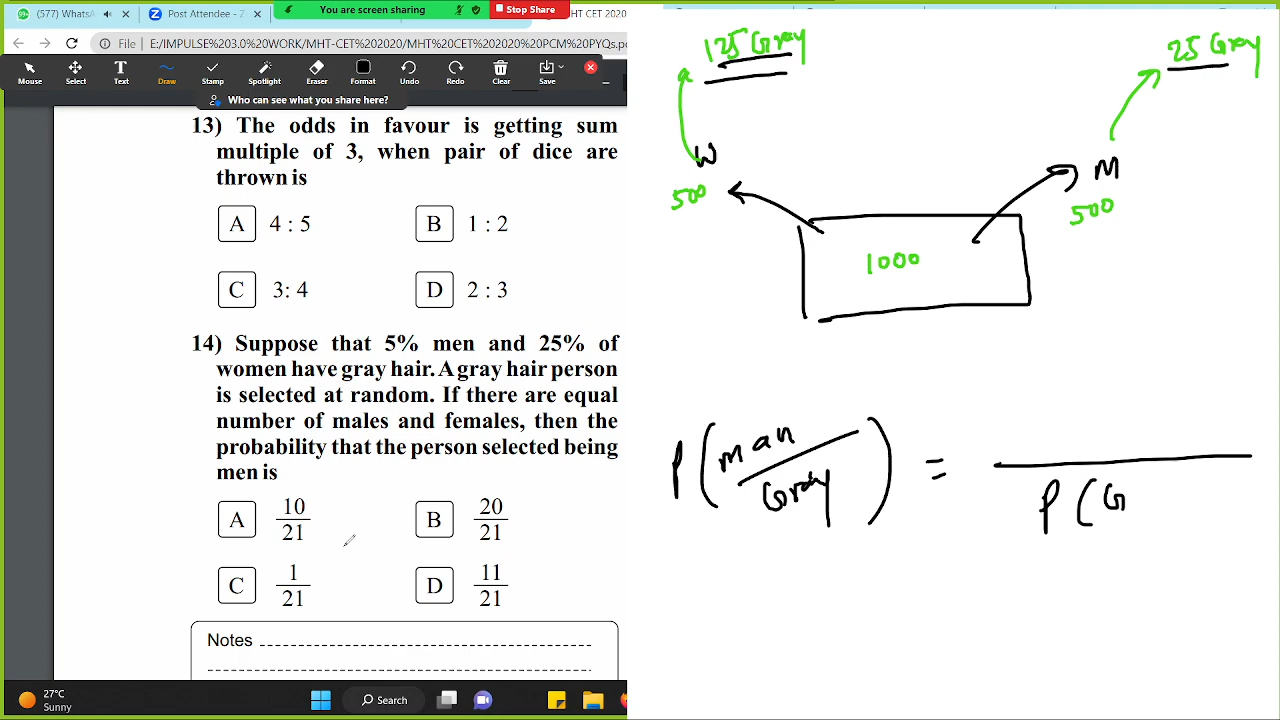 (577) WhatsA
Post Attendee - Z
You are screen sharing
Stop Share
HT CET 2020
File
E:/IMPULSE%203.0%20WORK/MHT-CET%202020/MHT%20CET%202020%20PCM%20PYQs.pd
Mouse
Select
Text
Draw
Stamp
Spotlight
Eraser
Format
Undo
Redo
Clear
Save
Who can see what you share here?
13) The odds in favour is getting sum
multiple of 3, when pair of dice are
thrown is
A 4 : 5 B 1 : 2
C 3: 4 D 2 : 3
14) Suppose that 5% men and 25% of
women have gray hair. A gray hair person
is selected at random. If there are equal
number of males and females, then the
probability that the person selected being
men is
A 10/21 B 20/21
C 1/21 D 11/21
Notes
27°C
Sunny
Search
125 Gray
25 Gray
W
500
M
500
1000
P(man/Gray) =
P(G